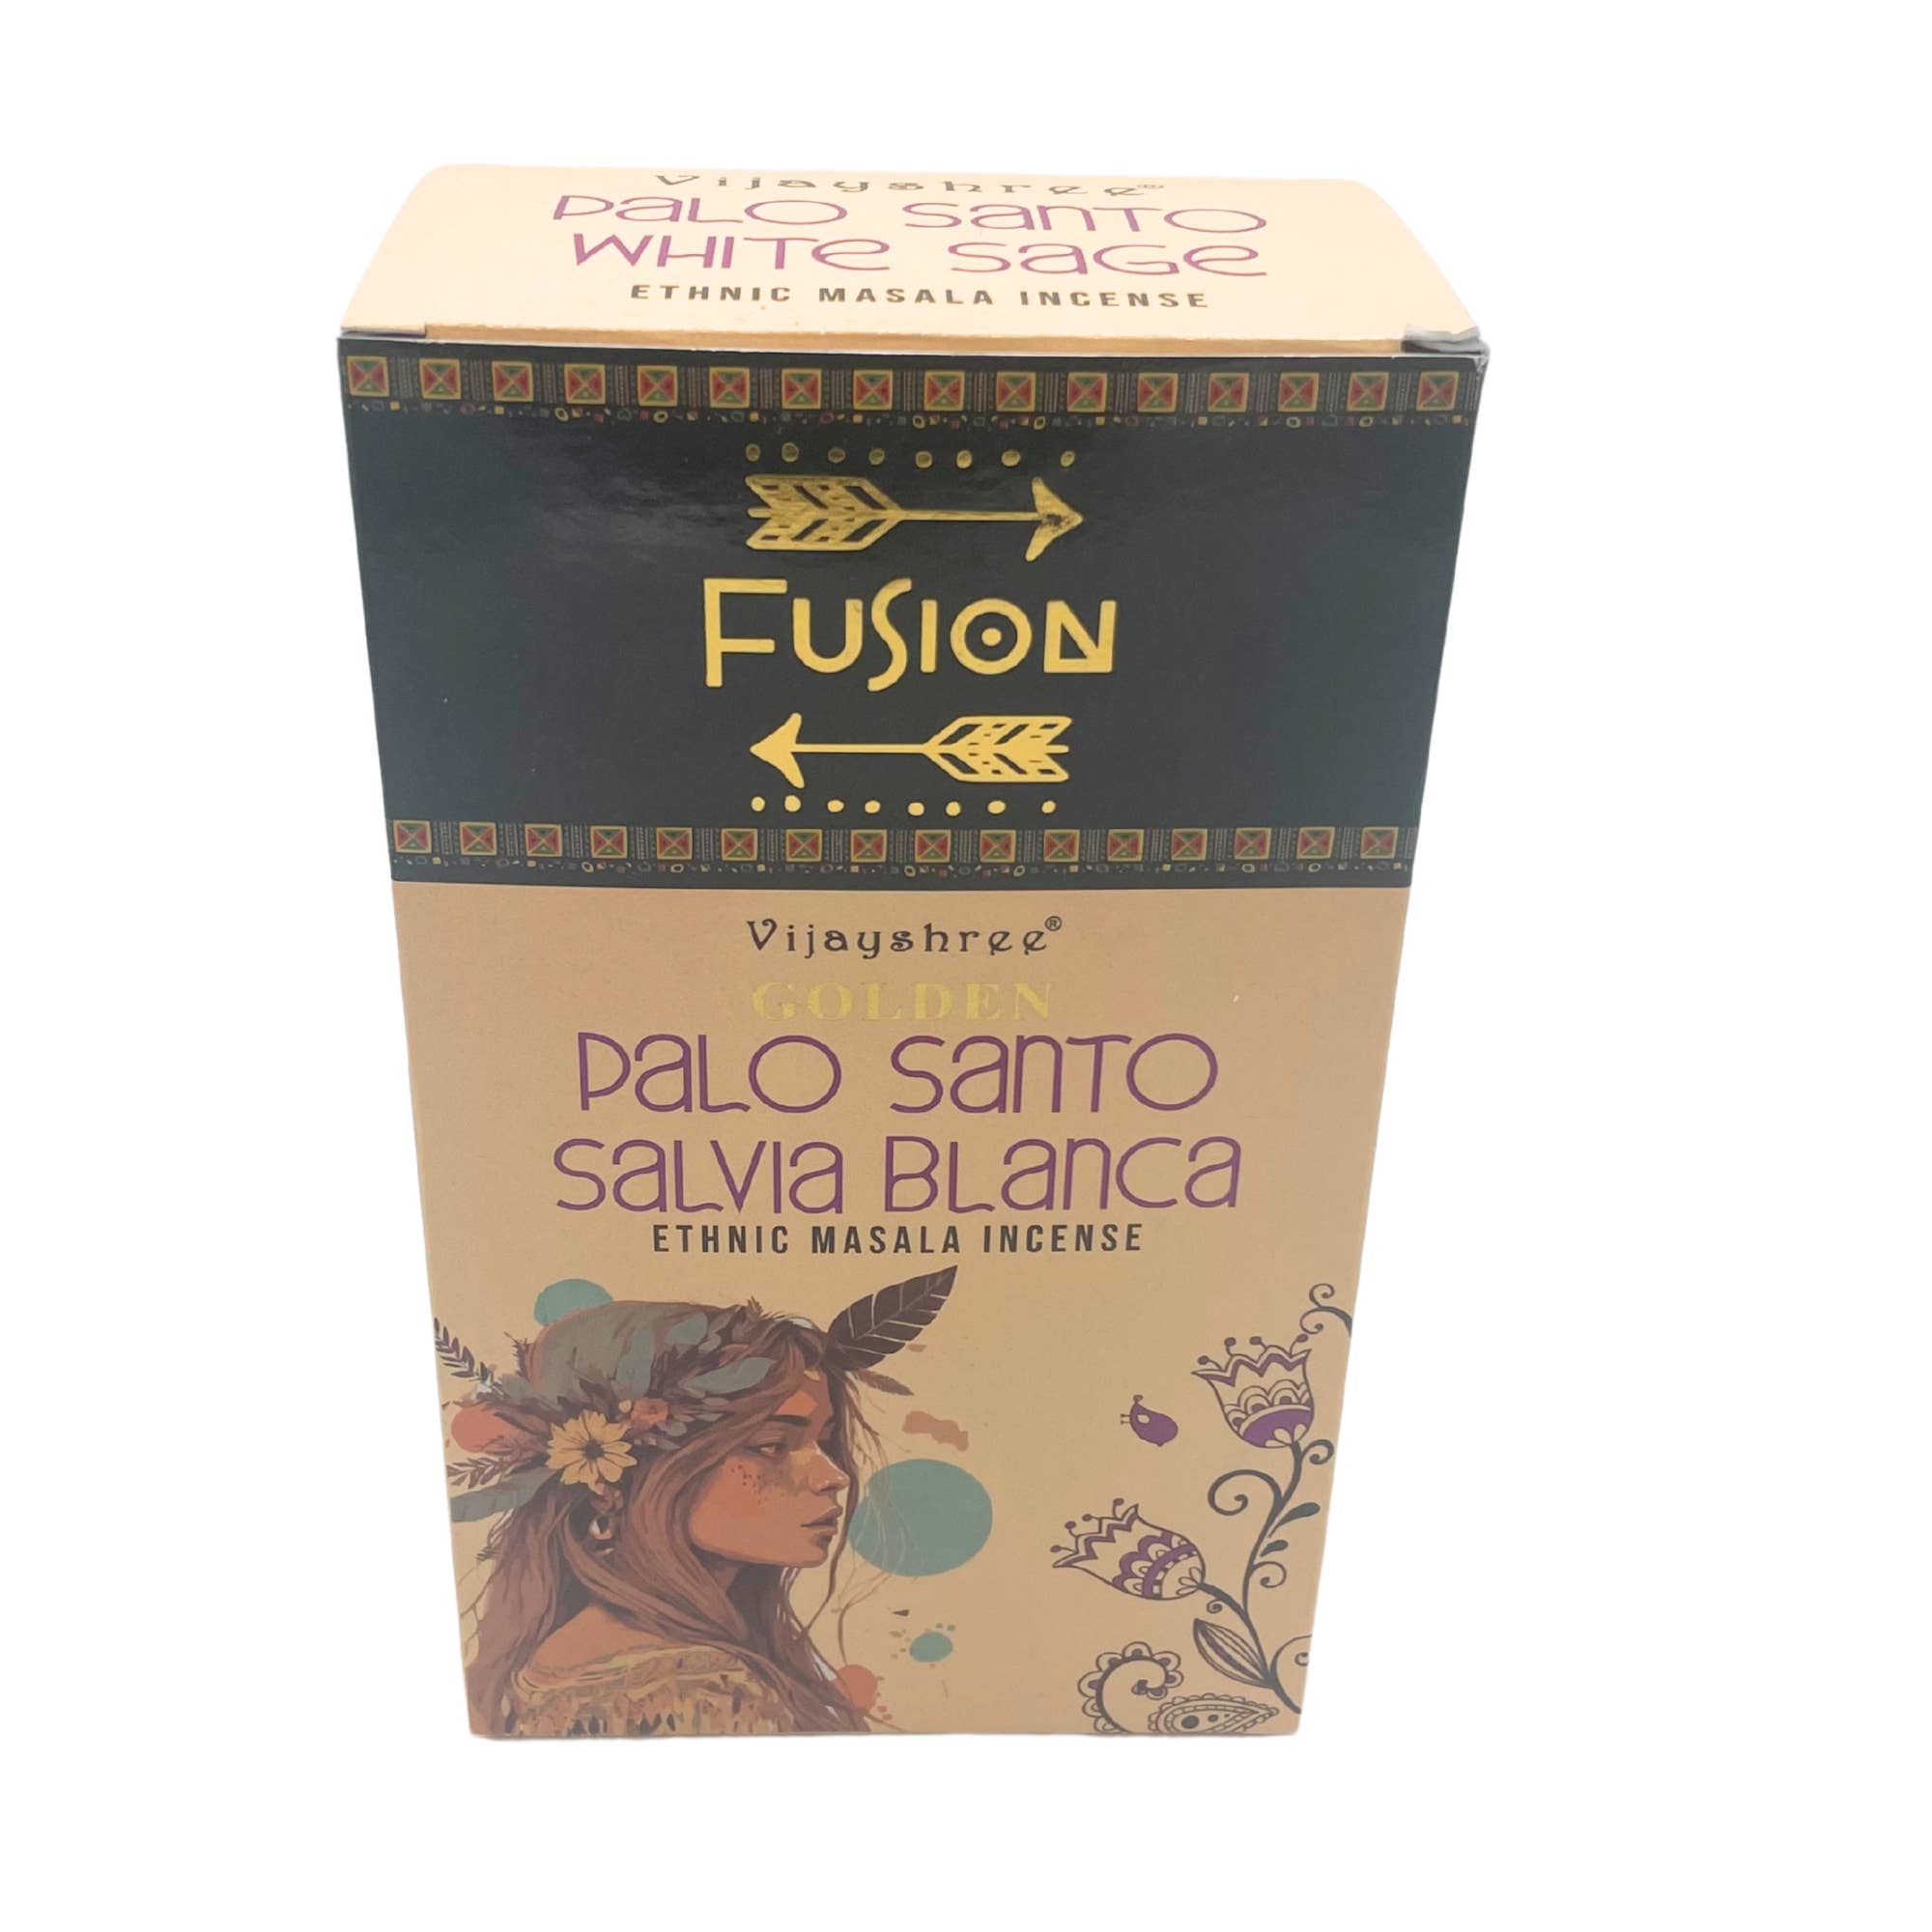 Vijayshree®
Palo Santo
White Sage
ETHNIC MASALA INCENSE
Fusion
Vijayshree®
GOLDEN
Palo Santo
Salvia Blanca
ETHNIC MASALA INCENSE